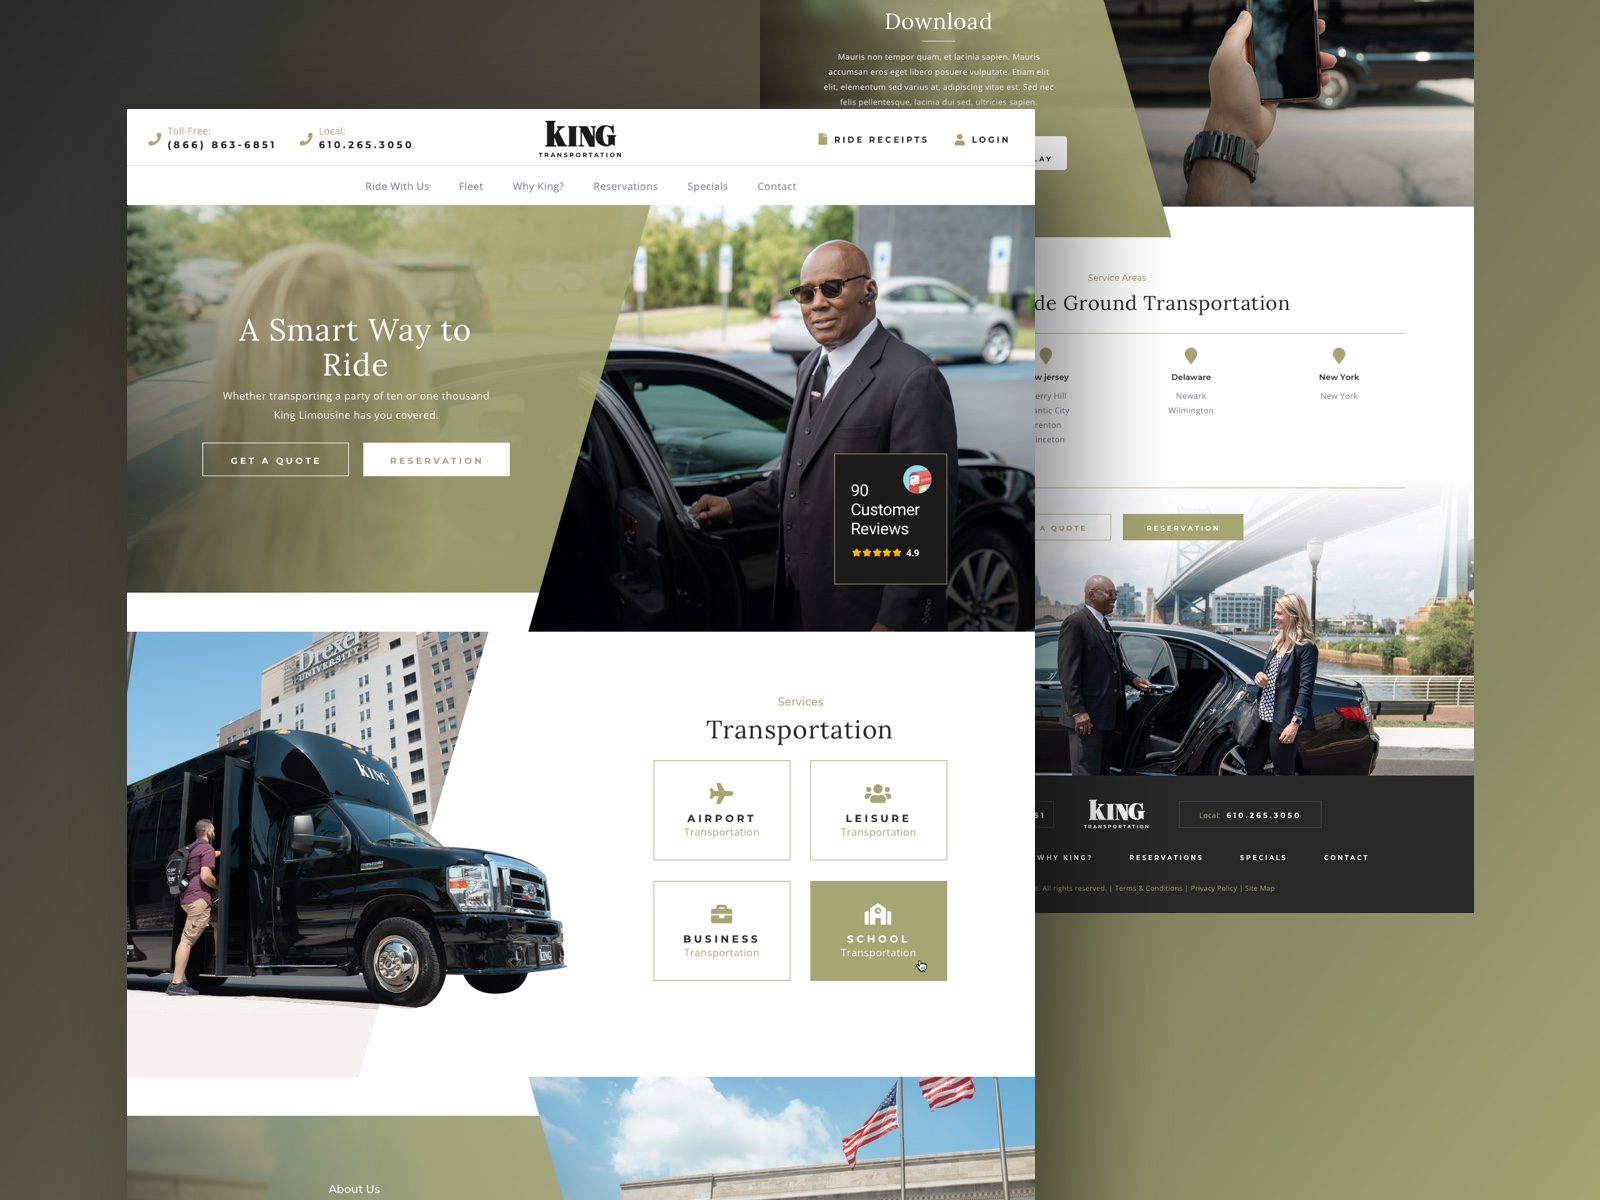 Download
Mauris non tempor quam, et lacinia sapien. Mauris
accumsan eros eget libero posuere vulputate. Etiam elit
elit, elementum sed varius at, adipiscing vitae est. Sed nec
felis pellentesque, lacinia dui sed, ultricies sapien.
LAY
Toll-Free:
(866) 863-6851
Local:
610.265.3050
KING
TRANSPORTATION
RIDE RECEIPTS
LOGIN
Ride With Us
Fleet
Why King?
Reservations
Specials
Contact
A Smart Way to
Ride
Whether transporting a party of ten or one thousand
King Limousine has you covered.
GET A QUOTE
RESERVATION
90
Customer
Reviews
4.9
Drexel
UNIVERSITY
KING
KING
Services
Transportation
AIRPORT
Transportation
LEISURE
Transportation
BUSINESS
Transportation
SCHOOL
Transportation
About Us
Service Areas
de Ground Transportation
w jersey
erry Hill
antic City
renton
inceton
Delaware
Newark
Wilmington
New York
New York
A QUOTE
RESERVATION
51
KING
TRANSPORTATION
Local: 610.265.3050
WHY KING?
RESERVATIONS
SPECIALS
CONTACT
All rights reserved. | Terms & Conditions | Privacy Policy | Site Map